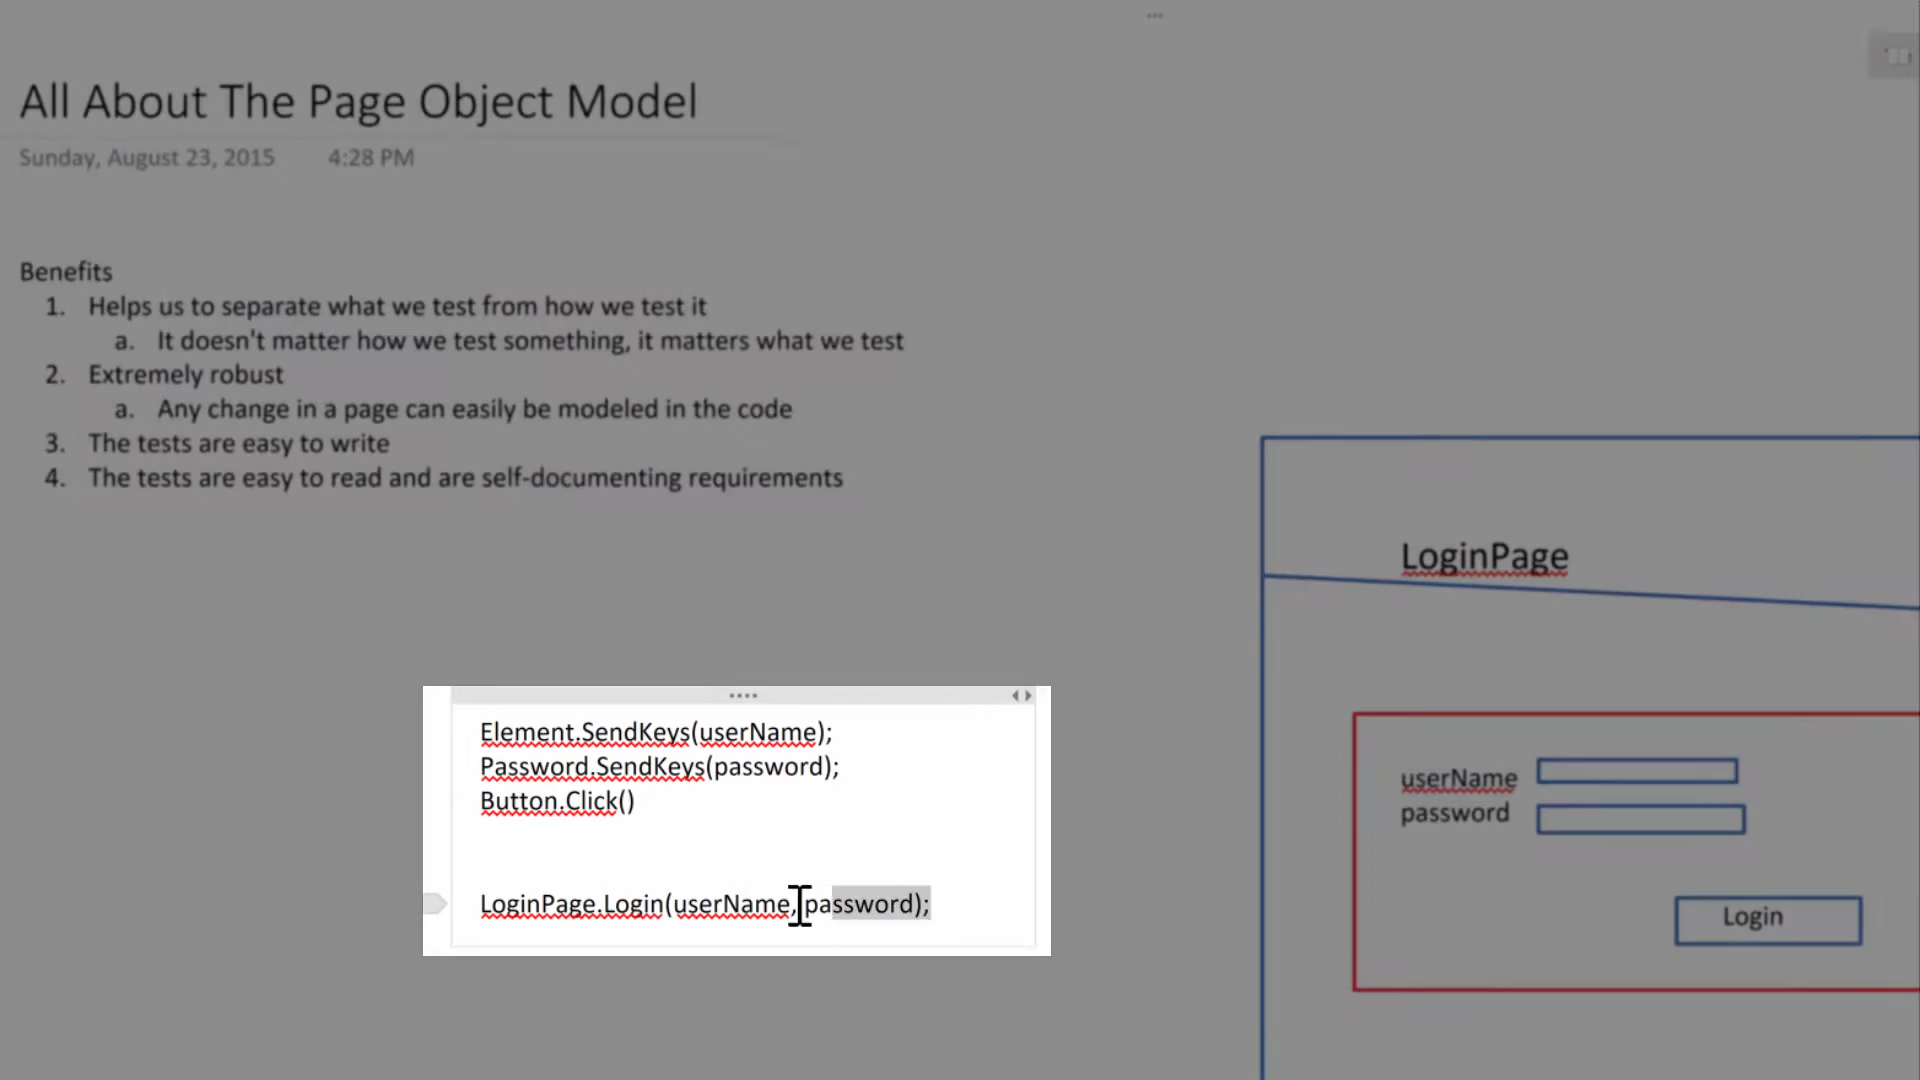 All About The Page Object Model
Sunday, August 23, 2015 4:28 PM
Benefits
1. Helps us to separate what we test from how we test it
a. It doesn't matter how we test something, it matters what we test
2. Extremely robust
a. Any change in a page can easily be modeled in the code
3. The tests are easy to write
4. The tests are easy to read and are self-documenting requirements
LoginPage
Element.SendKeys(userName);
Password.SendKeys(password);
Button.Click()
LoginPage.Login(userName, password);
userName
password
Login